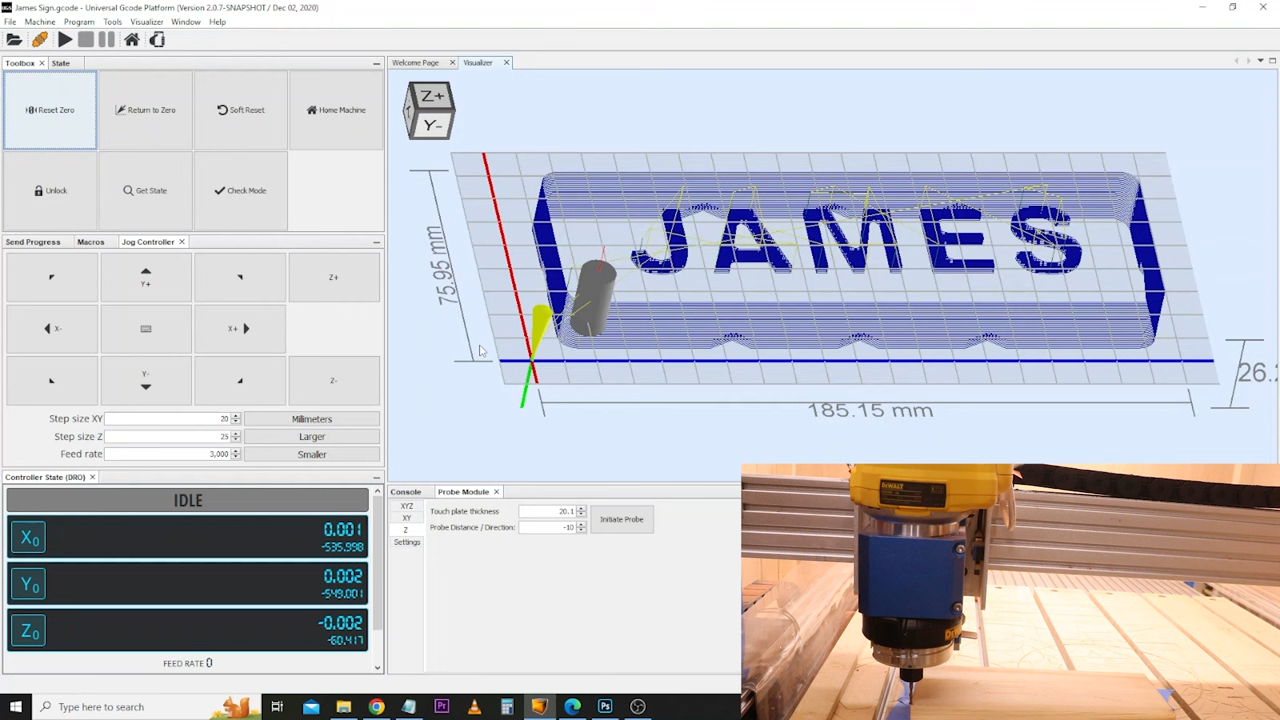 James Sign.gcode - Universal Gcode Platform (Version 2.0.7-SNAPSHOT / Dec 02, 2020)
File Machine Program Tools Visualizer Window Help
Toolbox State
Reset Zero Return to Zero Soft Reset Home Machine
Unlock Get State Check Mode
Send Progress Macros Jog Controller
Y+ Z+
X- X+
Y- Z-
Step size XY 20 Milimeters
Step size Z 25 Larger
Feed rate 3,000 Smaller
Controller State (DRO)
IDLE
X0 0.001
-535.998
Y0 0.002
-549.001
Z0 -0.002
-60.417
FEED RATE 0
Welcome Page Visualizer
Z+
Y-
JAMES
75.95 mm
185.15 mm
26.
Console Probe Module
XYZ
XY
Z
Settings
Touch plate thickness 20.1
Probe Distance / Direction: -10
Initiate Probe
DEWALT
Type here to search